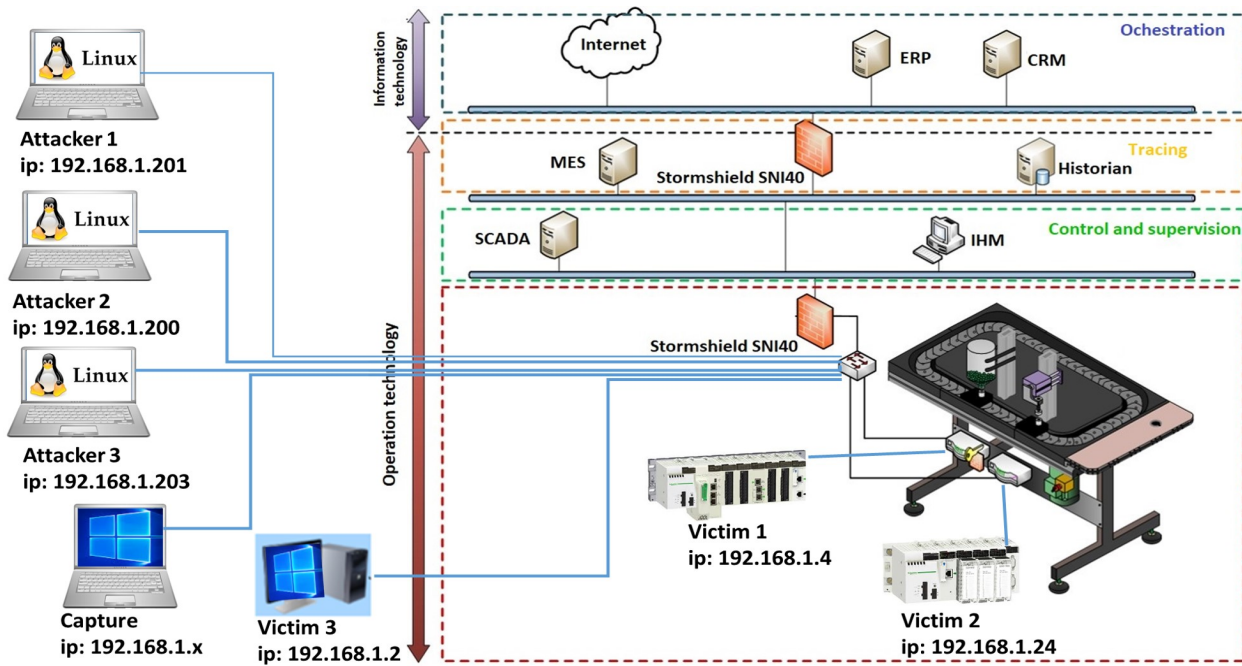 Linux
Attacker 1
ip: 192.168.1.201
Linux
Attacker 2
ip: 192.168.1.200
Linux
Attacker 3
ip: 192.168.1.203
Capture
ip: 192.168.1.x
Victim 3
ip: 192.168.1.2
Information
technology
Operation technology
Internet
ERP
CRM
Ochestration
MES
Stormshield SNI40
Historian
Tracing
SCADA
IHM
Control and supervision
Stormshield SNI40
Victim 1
ip: 192.168.1.4
Victim 2
ip: 192.168.1.24